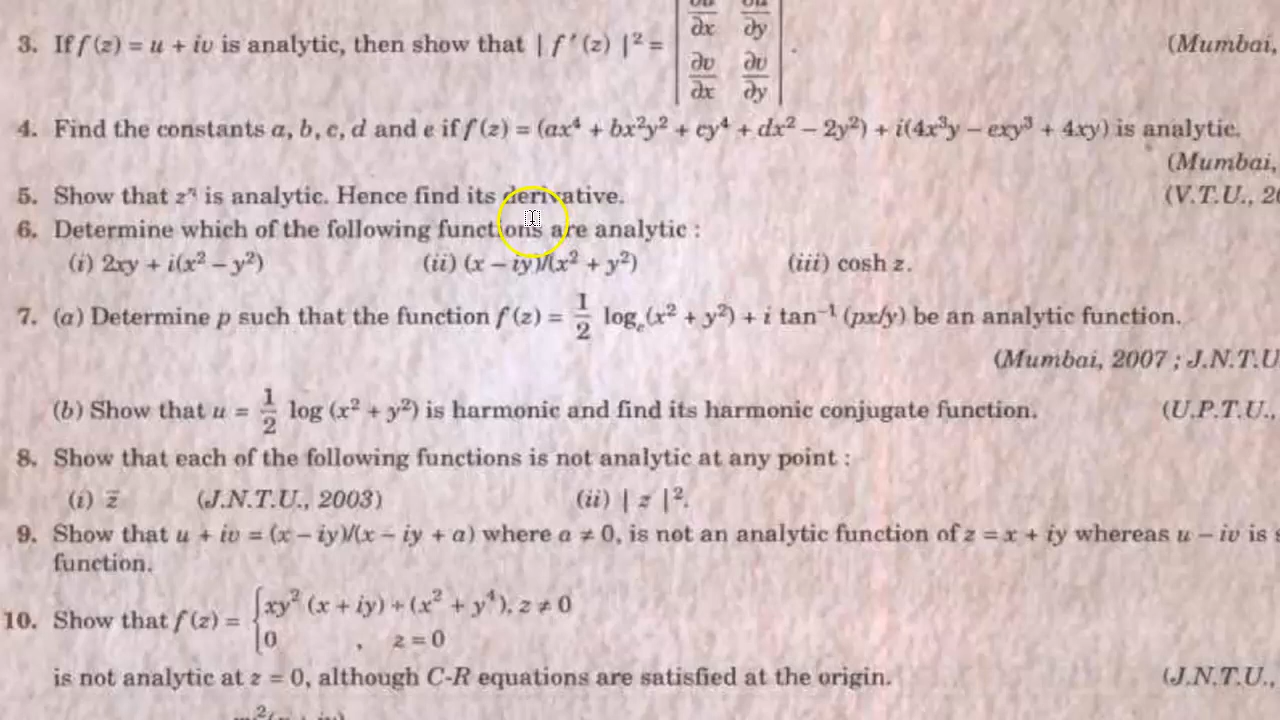 ∂u ∂u
3. If f(z) = u + iv is analytic, then show that | f′(z) |² = | ∂x ∂y | . (Mumbai,
∂v ∂v
∂x ∂y
4. Find the constants a, b, c, d and e if f(z) = (ax⁴ + bx²y² + cy⁴ + dx² – 2y²) + i(4x³y – exy³ + 4xy) is analytic.
(Mumbai,
5. Show that zⁿ is analytic. Hence find its derivative. (V.T.U., 20
6. Determine which of the following functions are analytic :
(i) 2xy + i(x² – y²) (ii) (x – iy)/(x² + y²) (iii) cosh z.
7. (a) Determine p such that the function f(z) = 1/2 logₑ(x² + y²) + i tan⁻¹ (px/y) be an analytic function.
(Mumbai, 2007 ; J.N.T.U
(b) Show that u = 1/2 log (x² + y²) is harmonic and find its harmonic conjugate function. (U.P.T.U.,
8. Show that each of the following functions is not analytic at any point :
(i) z̄ (J.N.T.U., 2003) (ii) | z |².
9. Show that u + iv = (x – iy)/(x – iy + a) where a ≠ 0, is not an analytic function of z = x + iy whereas u – iv is
function.
10. Show that f(z) = { xy² (x + iy) ÷ (x² + y⁴), z ≠ 0
0 , z = 0
is not analytic at z = 0, although C-R equations are satisfied at the origin. (J.N.T.U.,